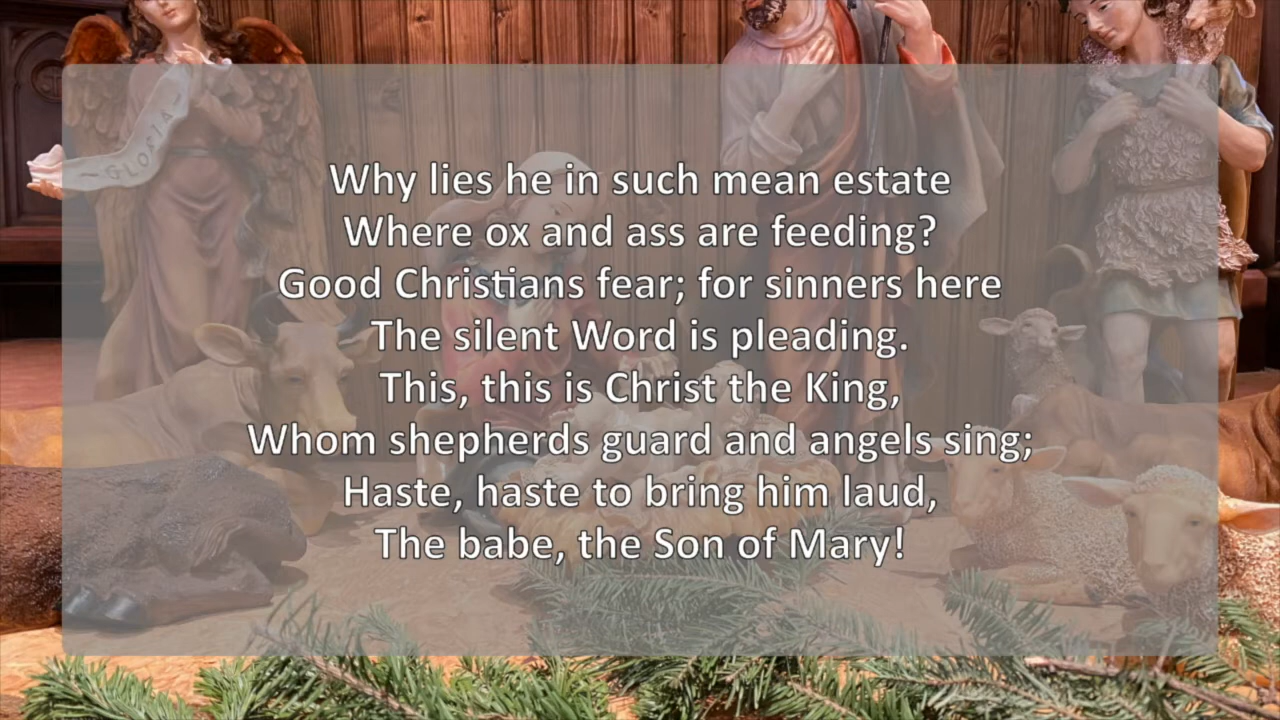 GLORIA
Why lies he in such mean estate
Where ox and ass are feeding?
Good Christians fear; for sinners here
The silent Word is pleading.
This, this is Christ the King,
Whom shepherds guard and angels sing;
Haste, haste to bring him laud,
The babe, the Son of Mary!